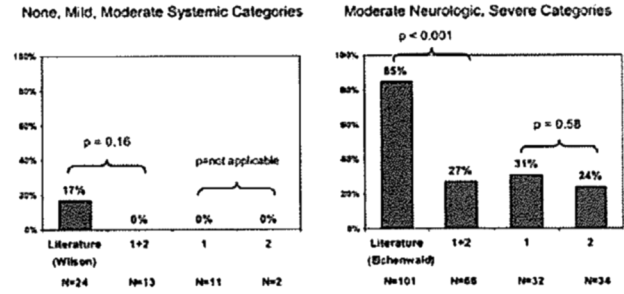 None, Mild, Moderate Systemic Categories
100%
80%
60%
40%
20%
0%
p = 0.16
p=not applicable
17%
0%
0%
0%
Literature
(Wilson)
1+2
1
2
N=24
N=13
N=11
N=2
Moderate Neurologic, Severe Categories
p < 0.001
100%
80%
60%
40%
20%
0%
85%
p = 0.58
27%
31%
24%
Literature
(Eichenwald)
1+2
1
2
N=101
N=66
N=32
N=34